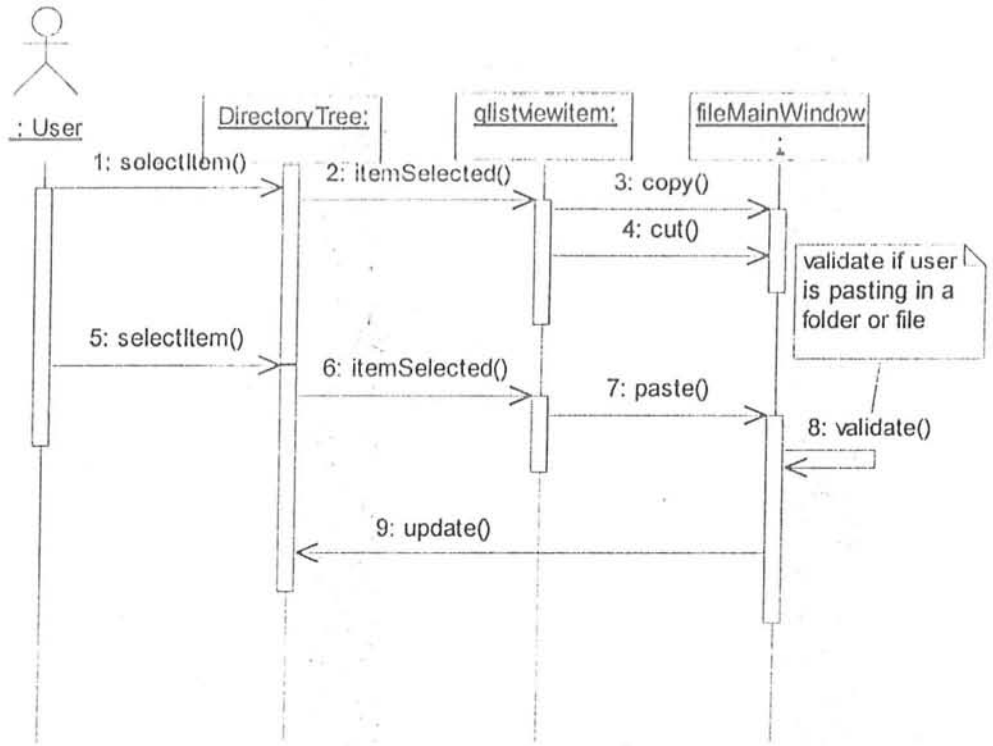 : User
DirectoryTree:
qlistviewitem:
fileMainWindow
:
1: selectItem()
2: itemSelected()
3: copy()
4: cut()
validate if user
is pasting in a
folder or file
5: selectItem()
6: itemSelected()
7: paste()
8: validate()
9: update()